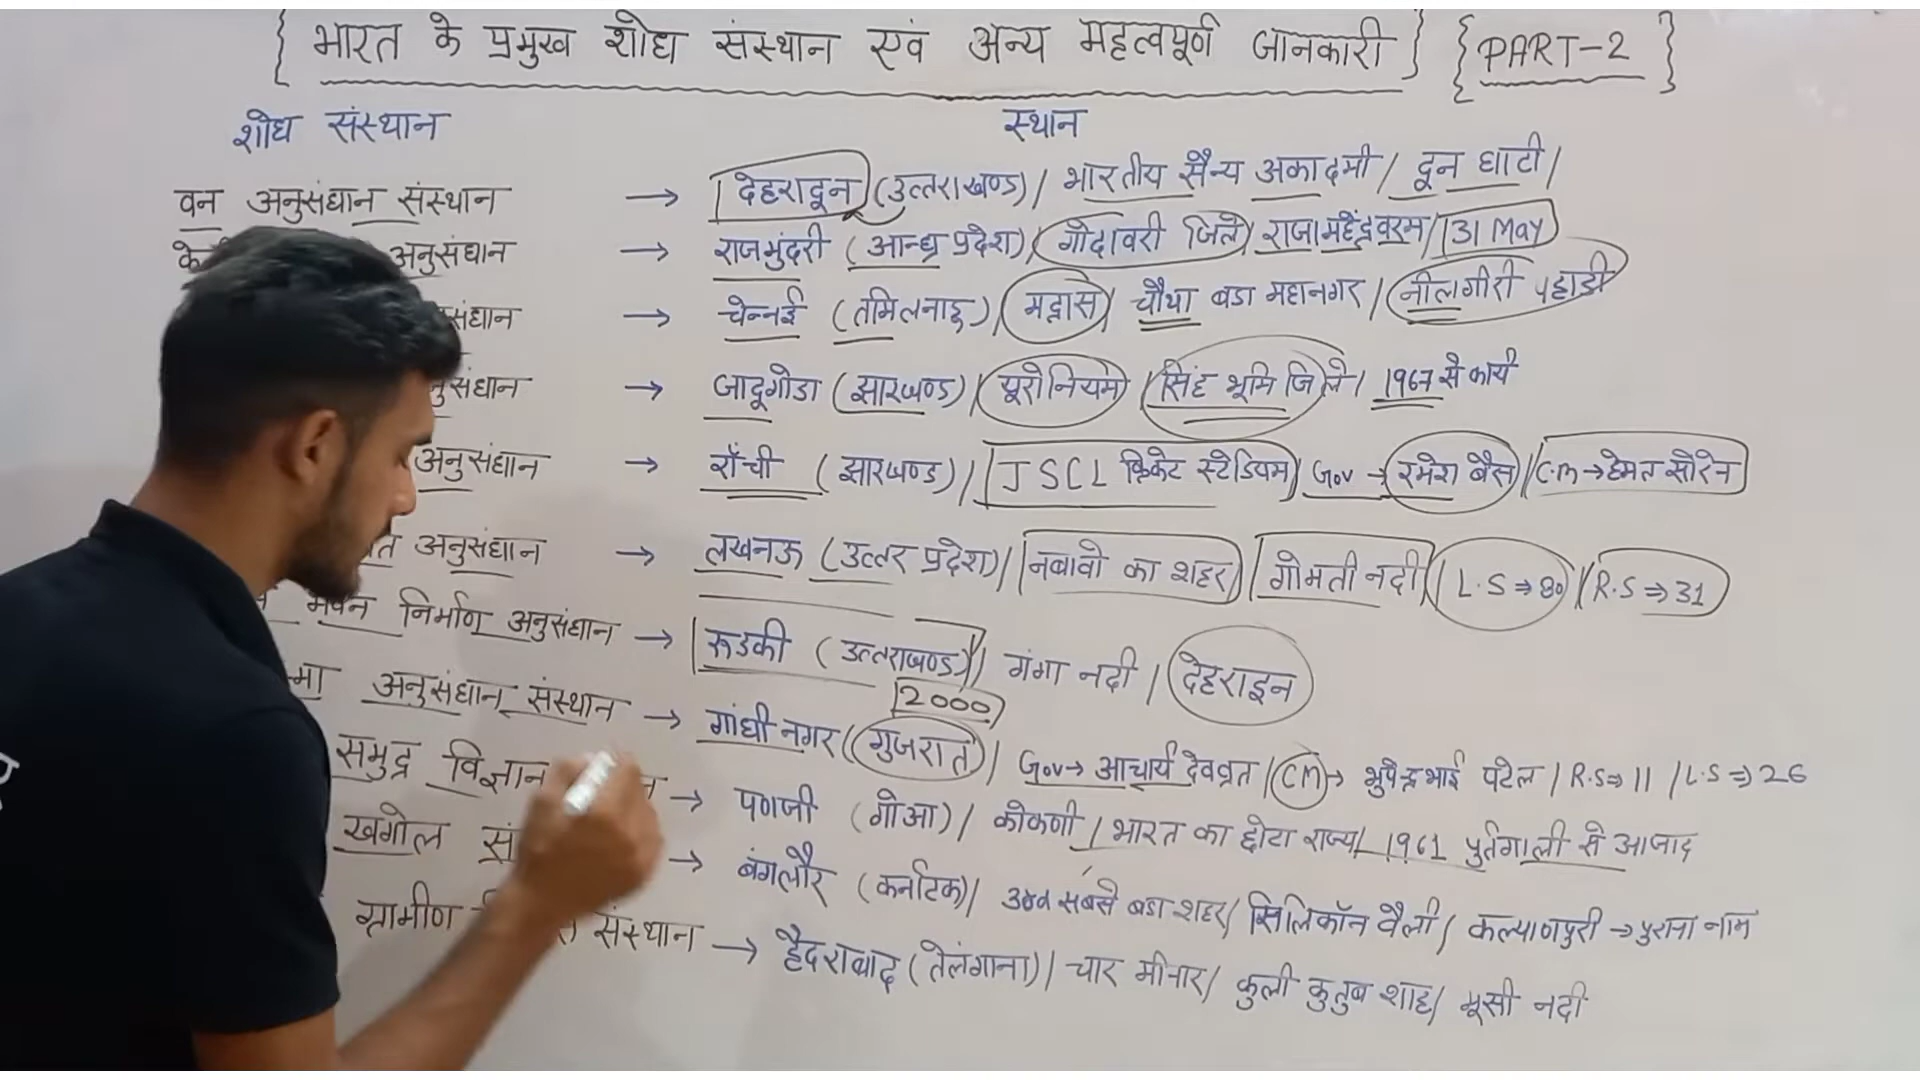 { भारत के प्रमुख शोध संस्थान एवं अन्य महत्वपूर्ण जानकारी } { PART-2 }
शोध संस्थान स्थान
वन अनुसंधान संस्थान → देहरादून (उत्तराखण्ड) / भारतीय सैन्य अकादमी / दून घाटी /
अनुसंधान → राजमुंदरी (आन्ध्र प्रदेश) / गोदावरी जिले / राजामहेंद्रवरम / 31 May
→ चेन्नई (तमिलनाडु) / मद्रास / चौथा बडा महानगर / नीलगीरी पहाडी
→ जादूगोडा (झारखण्ड) / यूरोनियम / सिंह भूमि जिले / 1967 से कार्य
अनुसंधान → राँची (झारखण्ड) / JSCL क्रिकेट स्टेडियम / Gov → रमेश बैस / C.m → हेमत सोरेन
अनुसंधान → लखनऊ (उत्तर प्रदेश) / नबावो का शहर / गोमती नदी / L.S ⇒ 80 / R.S ⇒ 31
भवन निर्माण अनुसंधान → रूडकी (उत्तराखण्ड) / गंगा नदी / देहराइन
2000
अनुसंधान संस्थान → गांधी नगर (गुजरात) / Gov → आचार्य देवव्रत / CM → भुपेन्द्र भाई पटेल / R.S ⇒ 11 / L.S ⇒ 26
समुद्र विज्ञान → पणजी (गोआ) / कोकणी / भारत का छोटा राज्य / 1961 पुर्तगाली से आजाद
खगोल → बंगलौर (कर्नाटक) / 3rd सबसे बडा शहर / सिलिकॉन वैली / कल्याणपुरी → पुराना नाम
ग्रामीण संस्थान → हैदराबाद (तेलंगाना) / चार मीनार / कुली कुतुब शाह / मूसी नदी